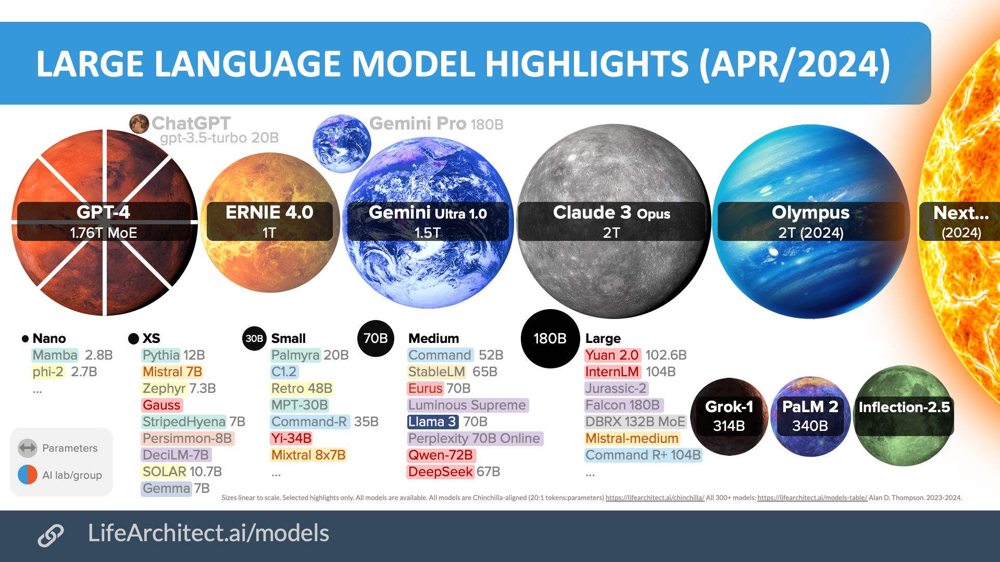 LARGE LANGUAGE MODEL HIGHLIGHTS (APR/2024)
ChatGPT
gpt-3.5-turbo 20B
Gemini Pro 180B
GPT-4
1.76T MoE
ERNIE 4.0
1T
Gemini Ultra 1.0
1.5T
Claude 3 Opus
2T
Olympus
2T (2024)
Next...
(2024)
Nano
Mamba 2.8B
phi-2 2.7B
...
XS
Pythia 12B
Mistral 7B
Zephyr 7.3B
Gauss
StripedHyena 7B
Persimmon-8B
DeciLM-7B
SOLAR 10.7B
Gemma 7B
30B
Small
Palmyra 20B
C1.2
Retro 48B
MPT-30B
Command-R 35B
Yi-34B
Mixtral 8x7B
...
70B
Medium
Command 52B
StableLM 65B
Eurus 70B
Luminous Supreme
Llama 3 70B
Perplexity 70B Online
Qwen-72B
DeepSeek 67B
180B
Large
Yuan 2.0 102.6B
InternLM 104B
Jurassic-2
Falcon 180B
DBRX 132B MoE
Mistral-medium
Command R+ 104B
...
Grok-1
314B
PaLM 2
340B
Inflection-2.5
Parameters
AI lab/group
Sizes linear to scale. Selected highlights only. All models are available. All models are Chinchilla-aligned (20:1 tokens:parameters) https://lifearchitect.ai/chinchilla/ All 300+ models: https://lifearchitect.ai/models-table/ Alan D. Thompson. 2023-2024.
LifeArchitect.ai/models